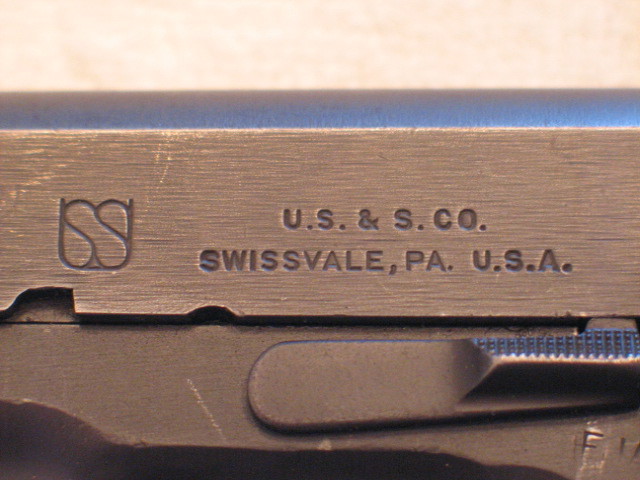 U.S. & S. CO.
SWISSVALE, PA. U.S.A.